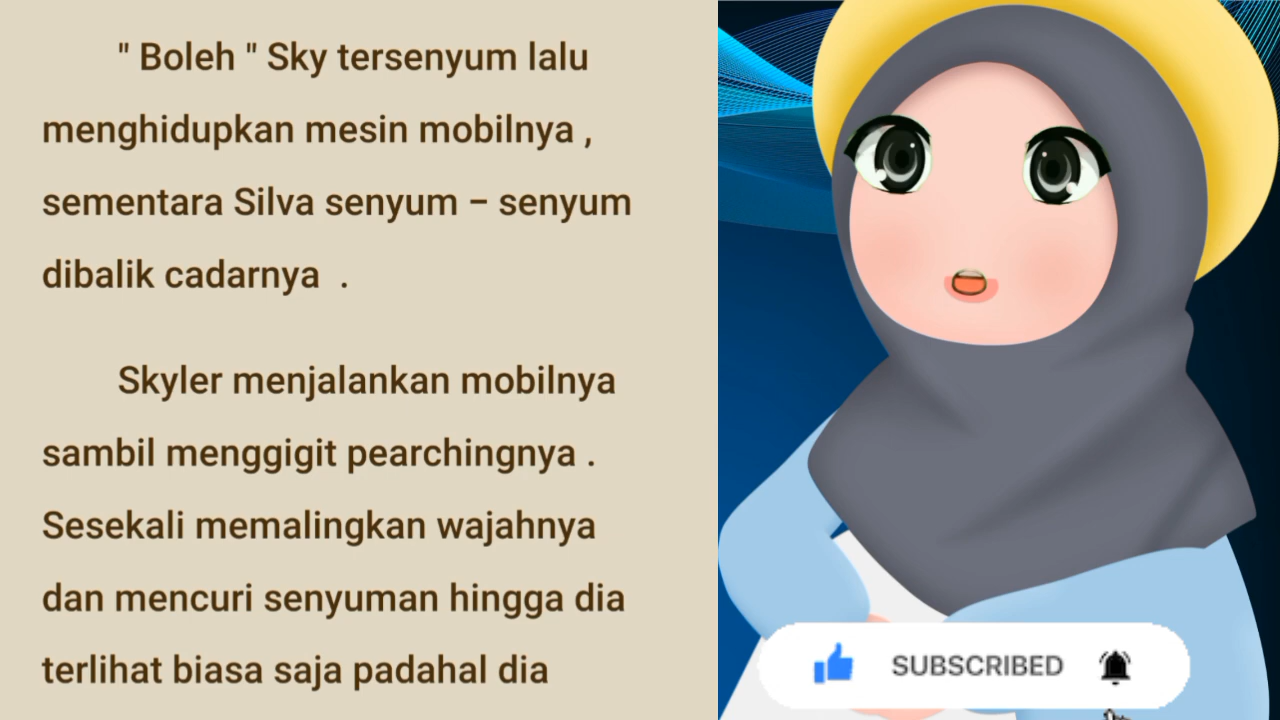 " Boleh " Sky tersenyum lalu
menghidupkan mesin mobilnya ,
sementara Silva senyum – senyum
dibalik cadarnya .
Skyler menjalankan mobilnya
sambil menggigit pearchingnya .
Sesekali memalingkan wajahnya
dan mencuri senyuman hingga dia
terlihat biasa saja padahal dia
SUBSCRIBED